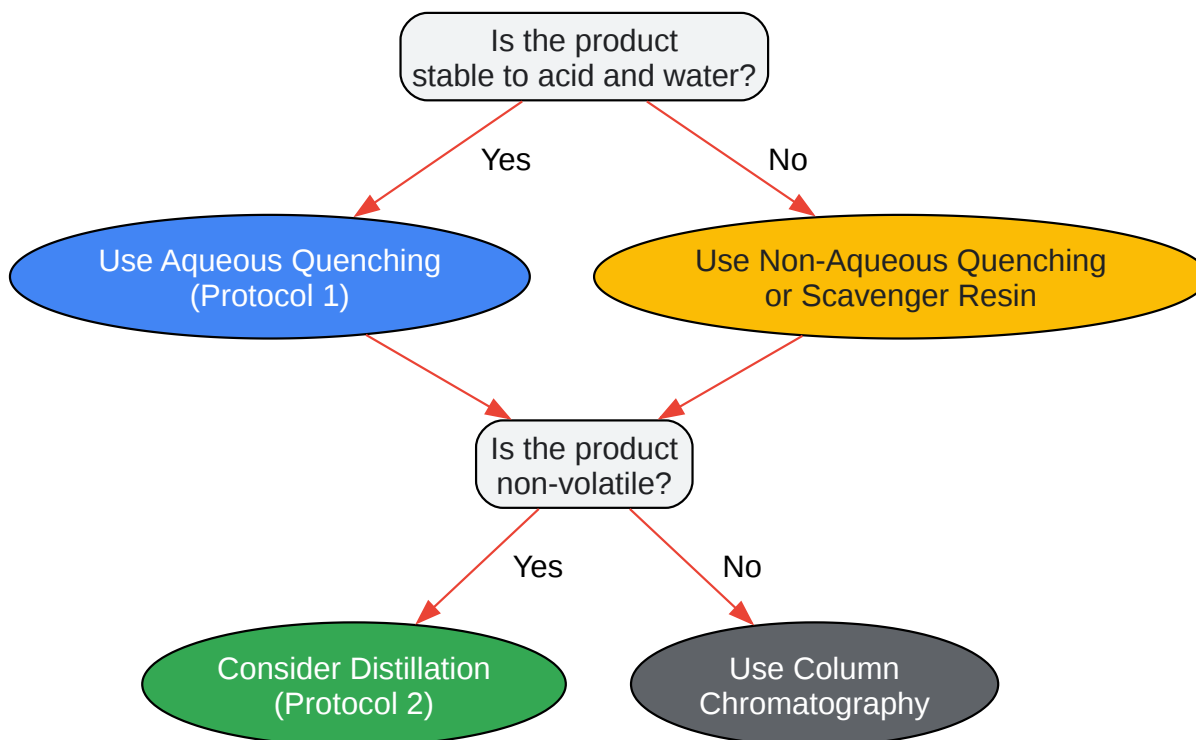 Is the product
stable to acid and water?
Yes
No
Use Aqueous Quenching
(Protocol 1)
Use Non-Aqueous Quenching
or Scavenger Resin
Is the product
non-volatile?
Yes
No
Consider Distillation
(Protocol 2)
Use Column
Chromatography